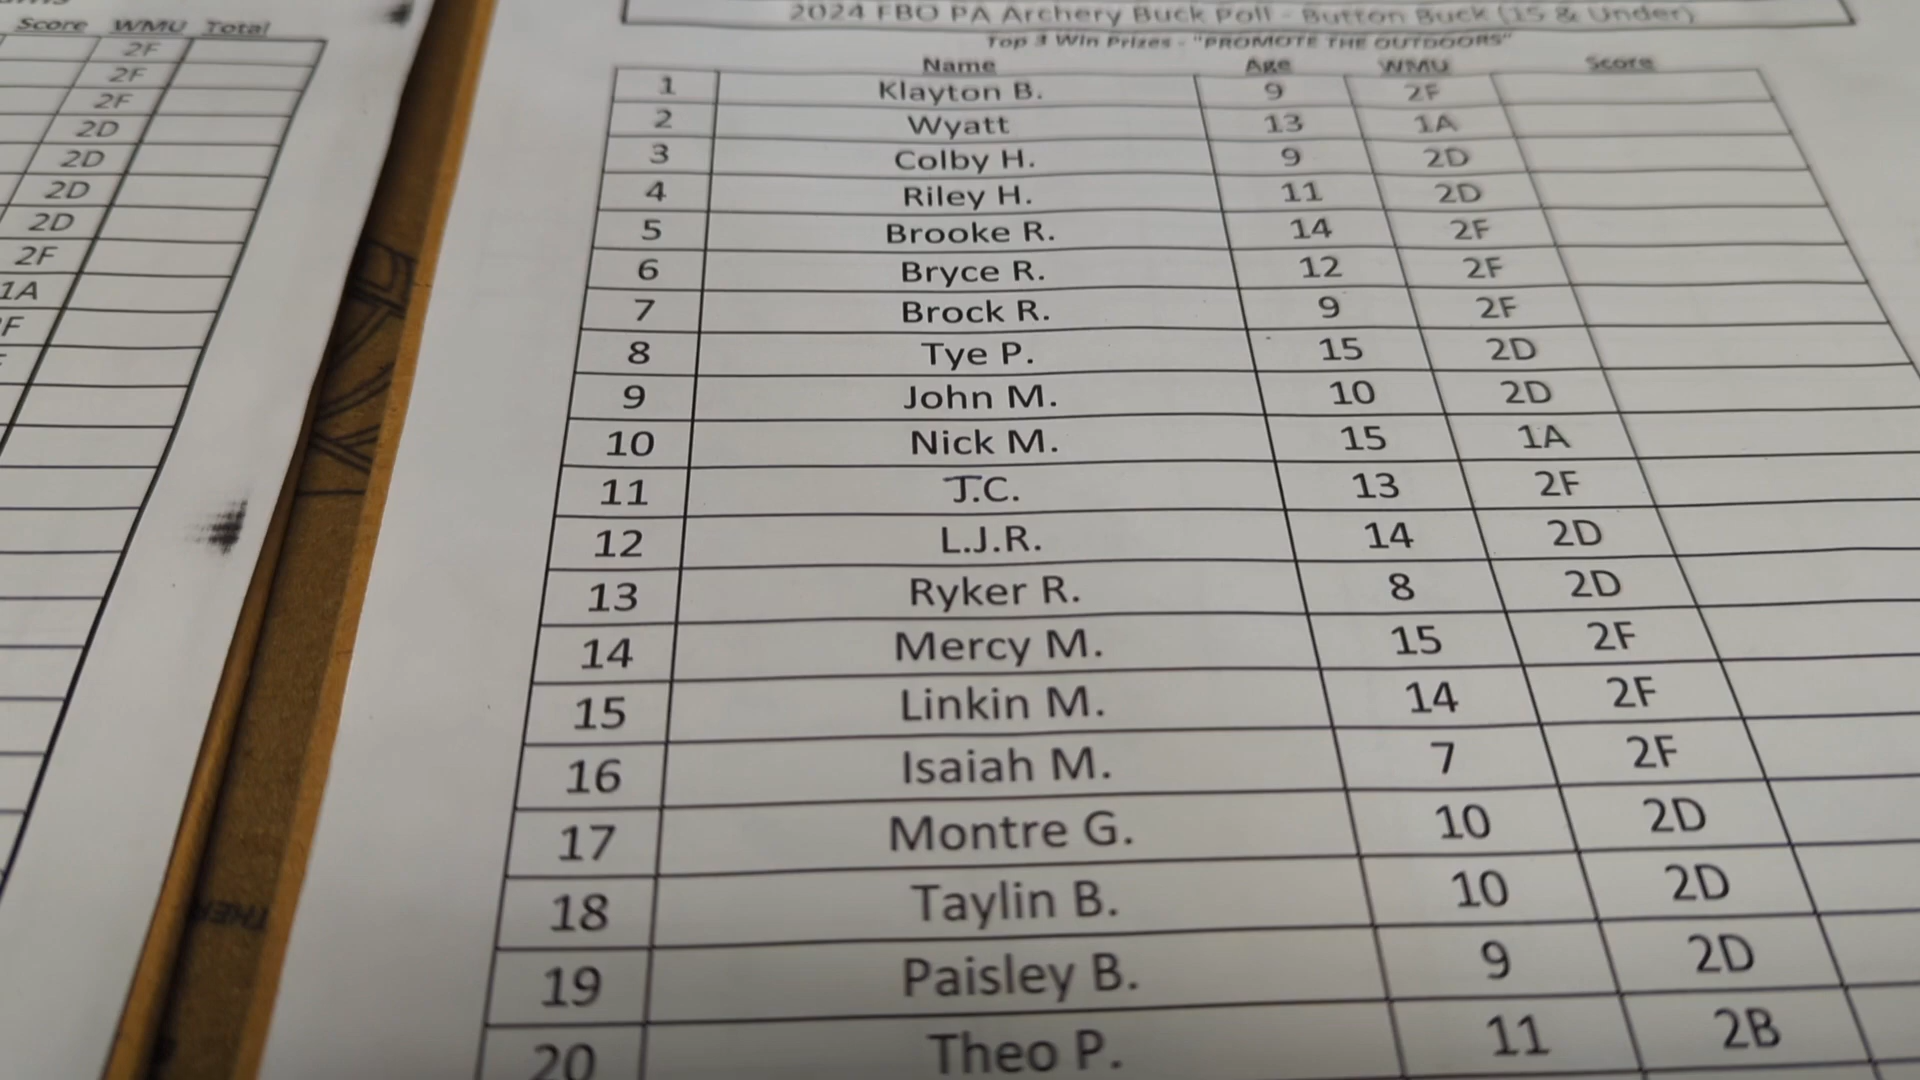 Score WMU Total
2F
2F
2F
2D
2D
2D
2D
2F
1A
F
2024 FBO PA Archery Buck Poll - Button Buck (15 & Under)
Top 3 Win Prizes - "PROMOTE THE OUTDOORS"
Name Age WMU Score
1 Klayton B. 9 2F
2 Wyatt 13 1A
3 Colby H. 9 2D
4 Riley H. 11 2D
5 Brooke R. 14 2F
6 Bryce R. 12 2F
7 Brock R. 9 2F
8 Tye P. 15 2D
9 John M. 10 2D
10 Nick M. 15 1A
11 J.C. 13 2F
12 L.J.R. 14 2D
13 Ryker R. 8 2D
14 Mercy M. 15 2F
15 Linkin M. 14 2F
16 Isaiah M. 7 2F
17 Montre G. 10 2D
18 Taylin B. 10 2D
19 Paisley B. 9 2D
20 Theo P. 11 2B